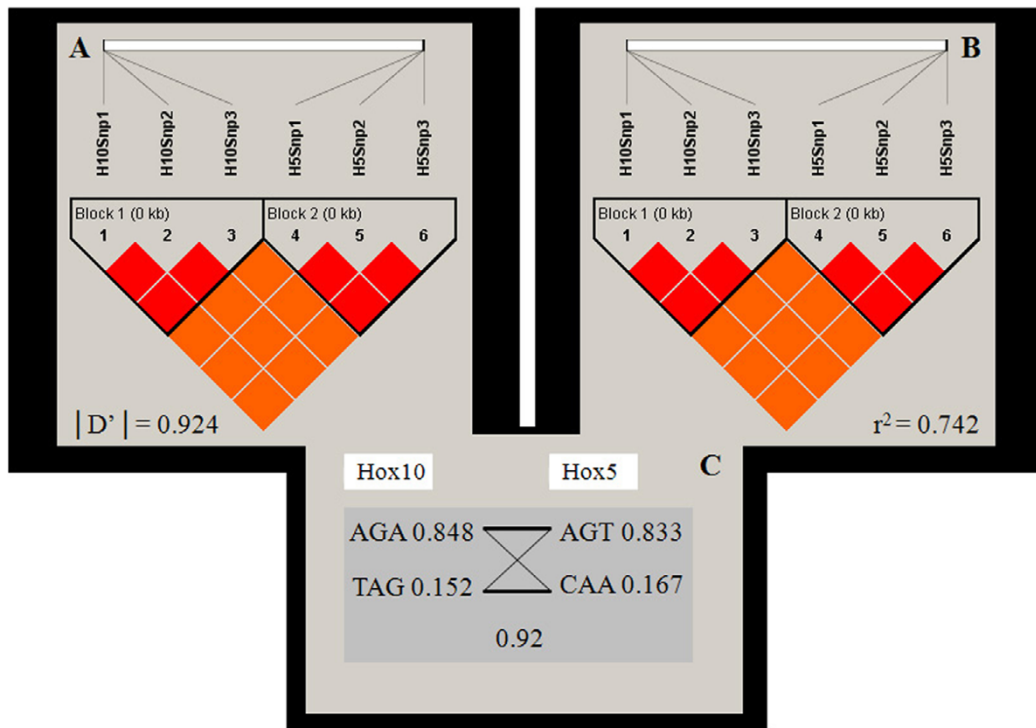 A
H10Snp1 H10Snp2 H10Snp3 H5Snp1 H5Snp2 H5Snp3
Block 1 (0 kb) Block 2 (0 kb)
1 2 3 4 5 6
|D’| = 0.924
B
H10Snp1 H10Snp2 H10Snp3 H5Snp1 H5Snp2 H5Snp3
Block 1 (0 kb) Block 2 (0 kb)
1 2 3 4 5 6
r² = 0.742
C
Hox10 Hox5
AGA 0.848 AGT 0.833
TAG 0.152 CAA 0.167
0.92